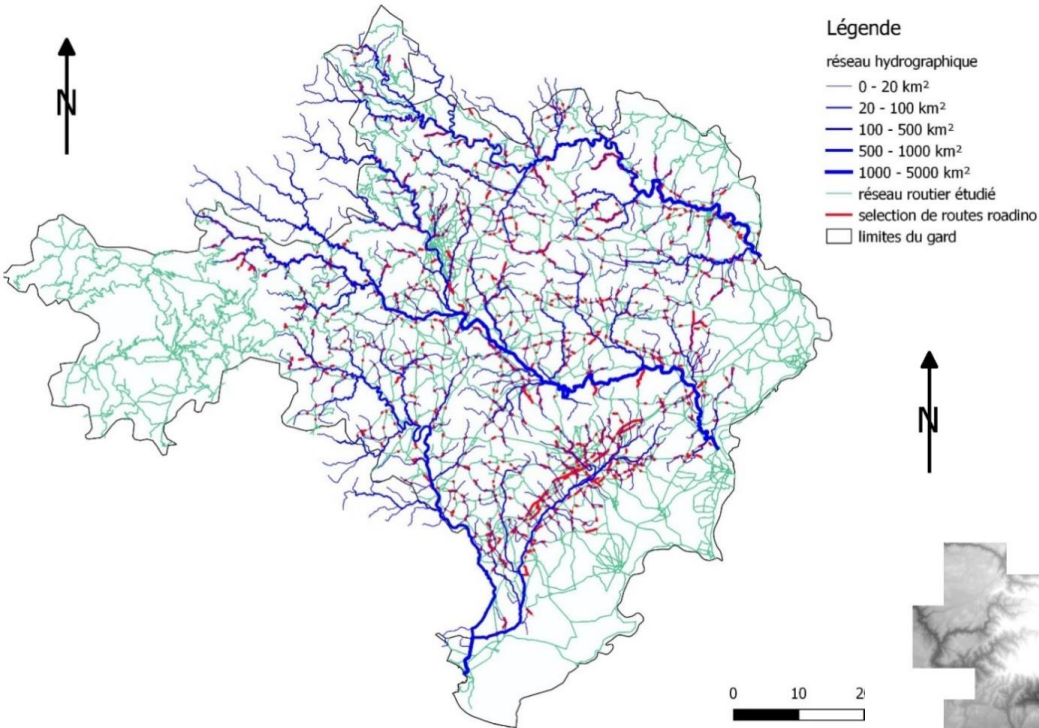 N
Légende
réseau hydrographique
0 - 20 km²
20 - 100 km²
100 - 500 km²
500 - 1000 km²
1000 - 5000 km²
réseau routier étudié
selection de routes roadino
limites du gard
N
0 10 2